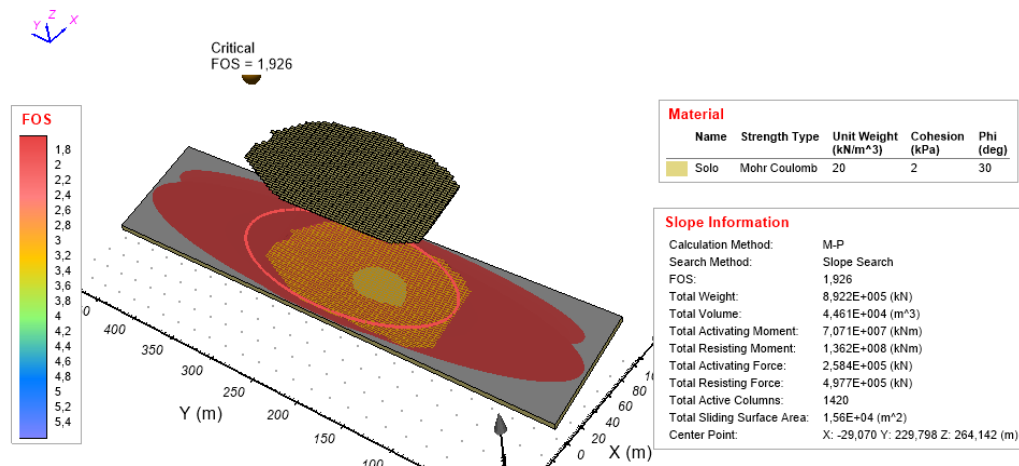 Y Z X
Critical
FOS = 1,926
FOS
1,8
2
2,2
2,4
2,6
2,8
3
3,2
3,4
3,6
3,8
4
4,2
4,4
4,6
4,8
5
5,2
5,4
Material
Name Strength Type Unit Weight (kN/m^3) Cohesion (kPa) Phi (deg)
Solo Mohr Coulomb 20 2 30
Slope Information
Calculation Method: M-P
Search Method: Slope Search
FOS: 1,926
Total Weight: 8,922E+005 (kN)
Total Volume: 4,461E+004 (m^3)
Total Activating Moment: 7,071E+007 (kNm)
Total Resisting Moment: 1,362E+008 (kNm)
Total Activating Force: 2,584E+005 (kN)
Total Resisting Force: 4,977E+005 (kN)
Total Active Columns: 1420
Total Sliding Surface Area: 1,56E+04 (m^2)
Center Point: X: -29,070 Y: 229,798 Z: 264,142 (m)
400
350
300
250
200
150
100
Y (m)
0
20
40
60
80
X (m)